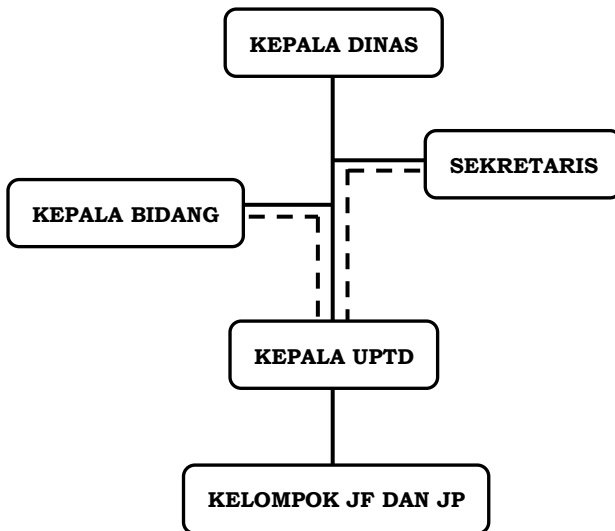 KEPALA DINAS
SEKRETARIS
KEPALA BIDANG
KEPALA UPTD
KELOMPOK JF DAN JP